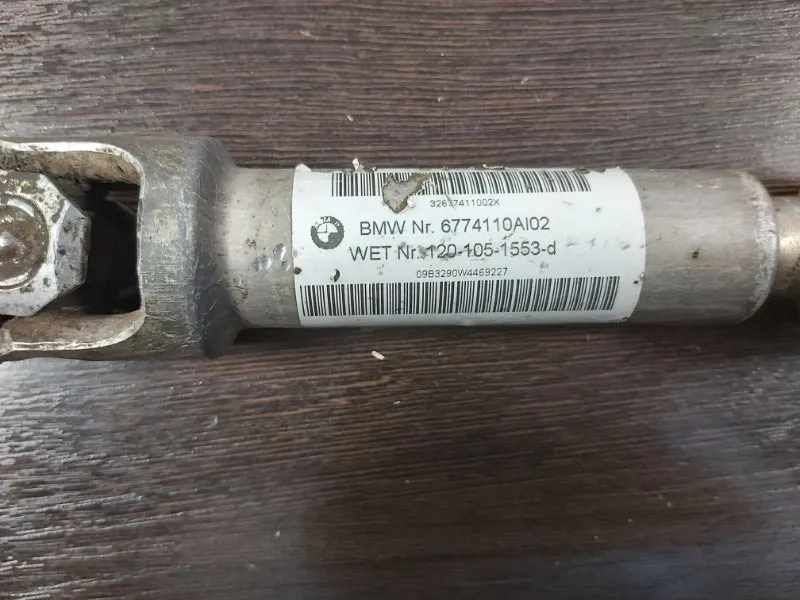 32677411002X
BMW Nr. 6774110AI02
WET Nr. 120-105-1553-d
09B3290W4469227